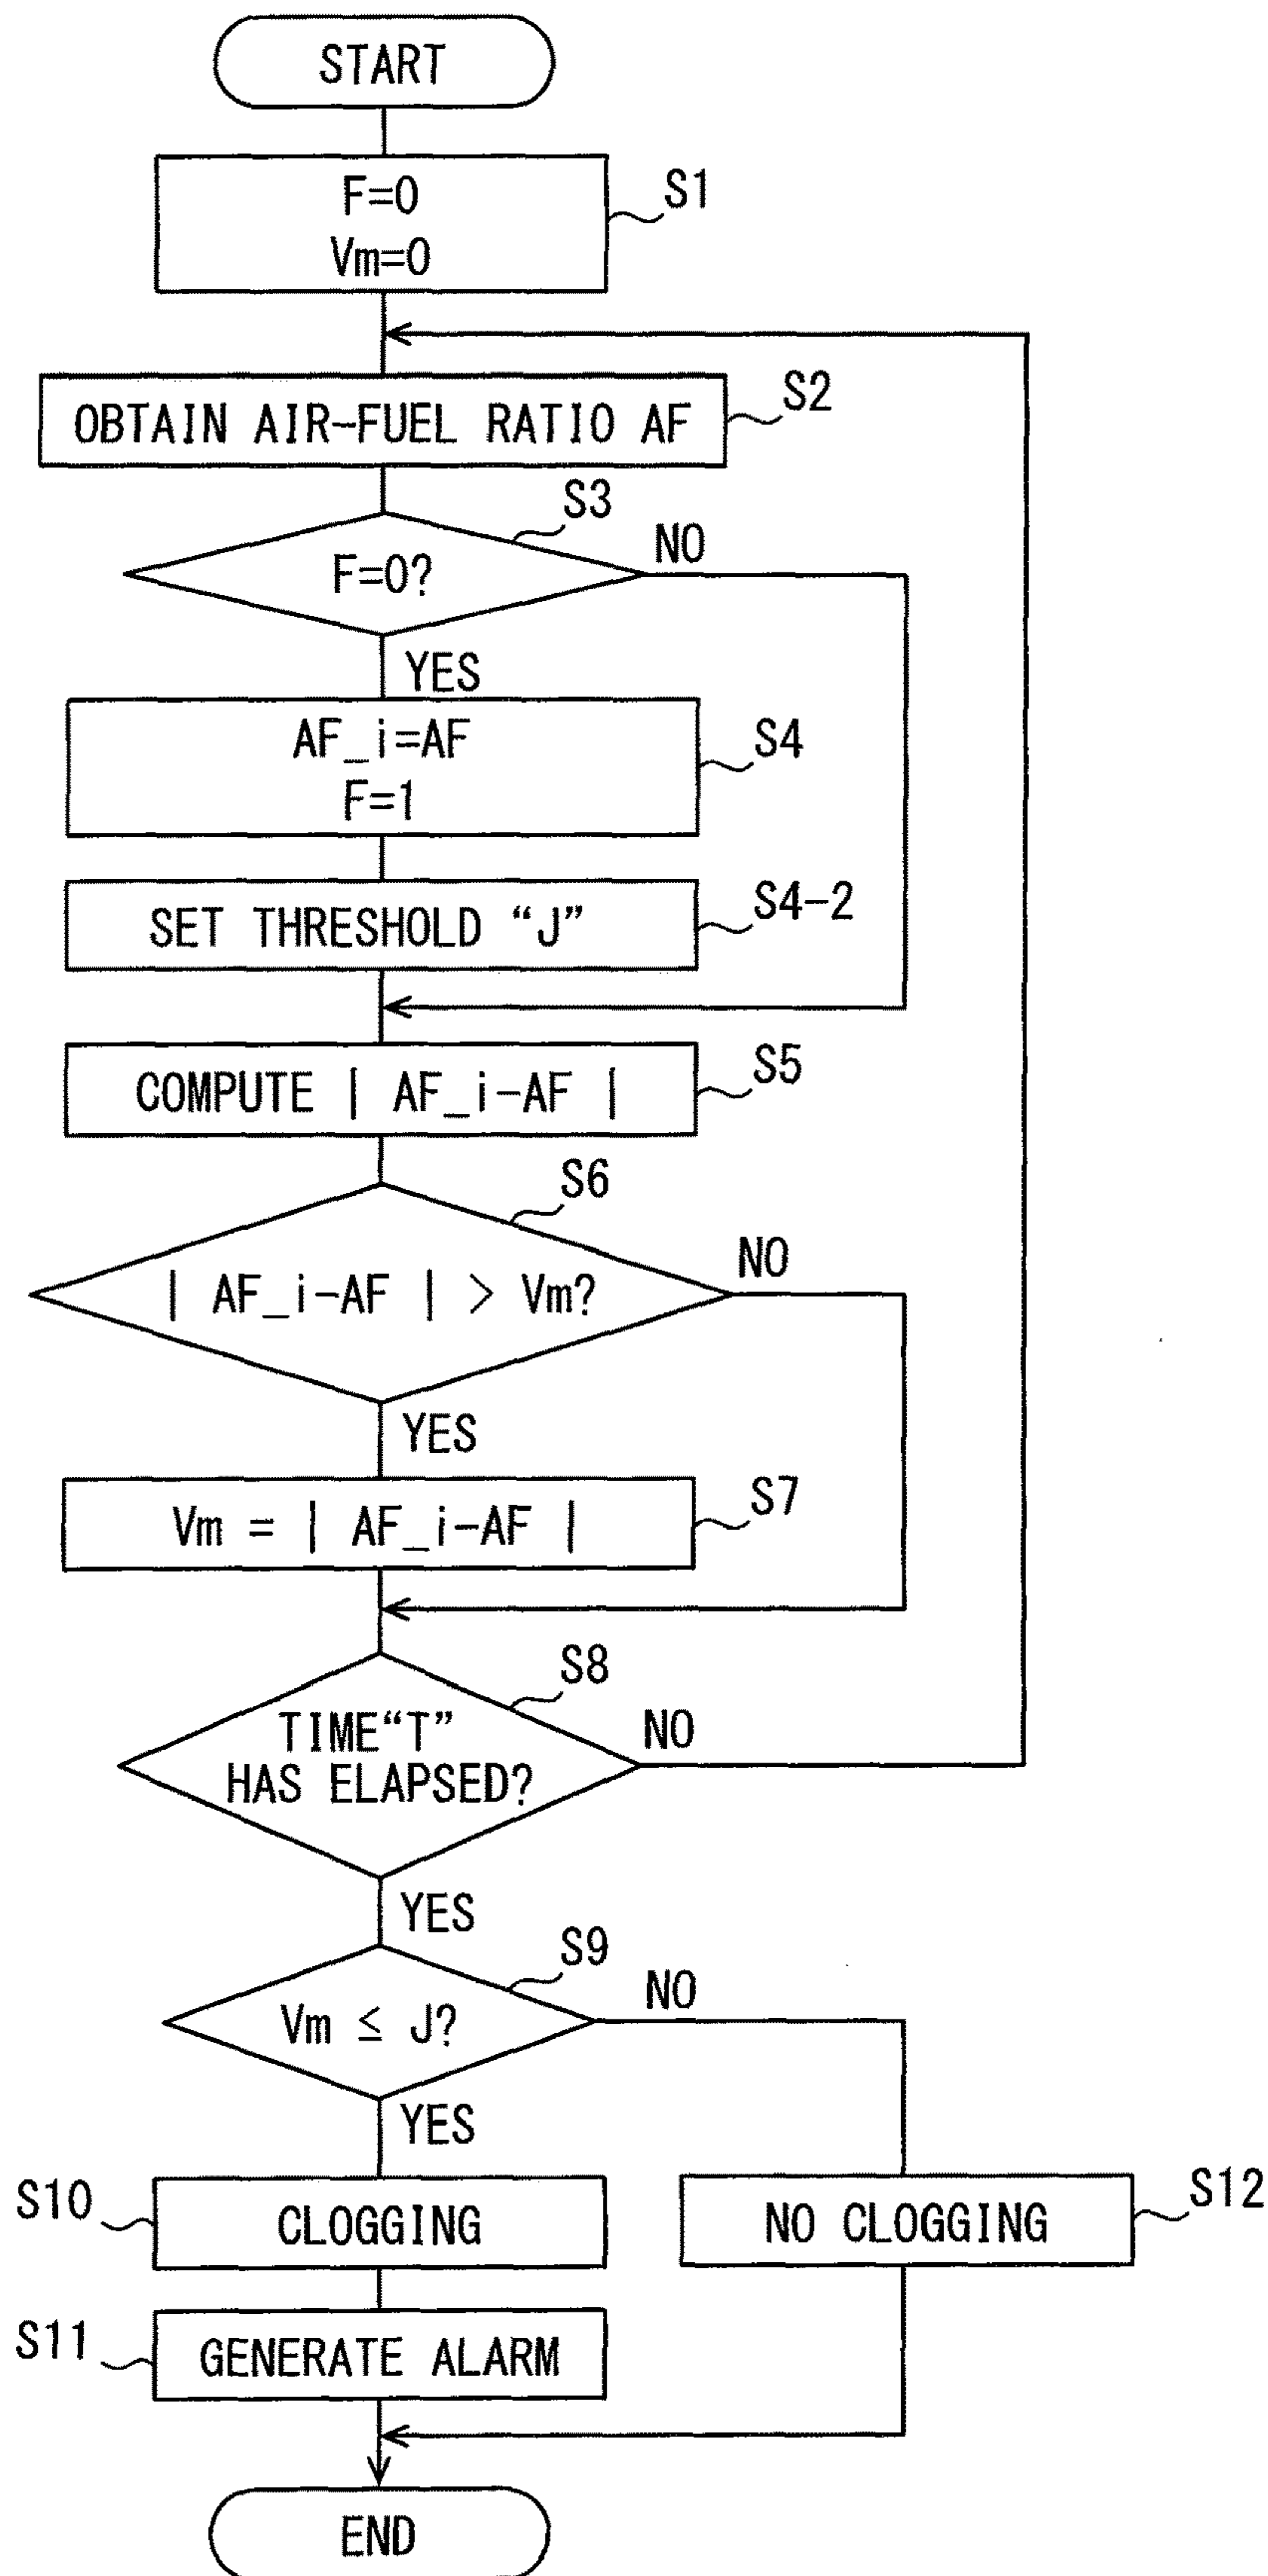 START
F=0
Vm=0
S1
OBTAIN AIR-FUEL RATIO AF
S2
S3
F=0?
NO
YES
AF_i=AF
F=1
S4
SET THRESHOLD “J”
S4-2
COMPUTE | AF_i-AF |
S5
S6
| AF_i-AF | > Vm?
NO
YES
Vm = | AF_i-AF |
S7
S8
TIME“T”
HAS ELAPSED?
NO
YES
S9
Vm ≤ J?
NO
YES
S10
CLOGGING
NO CLOGGING
S12
S11
GENERATE ALARM
END